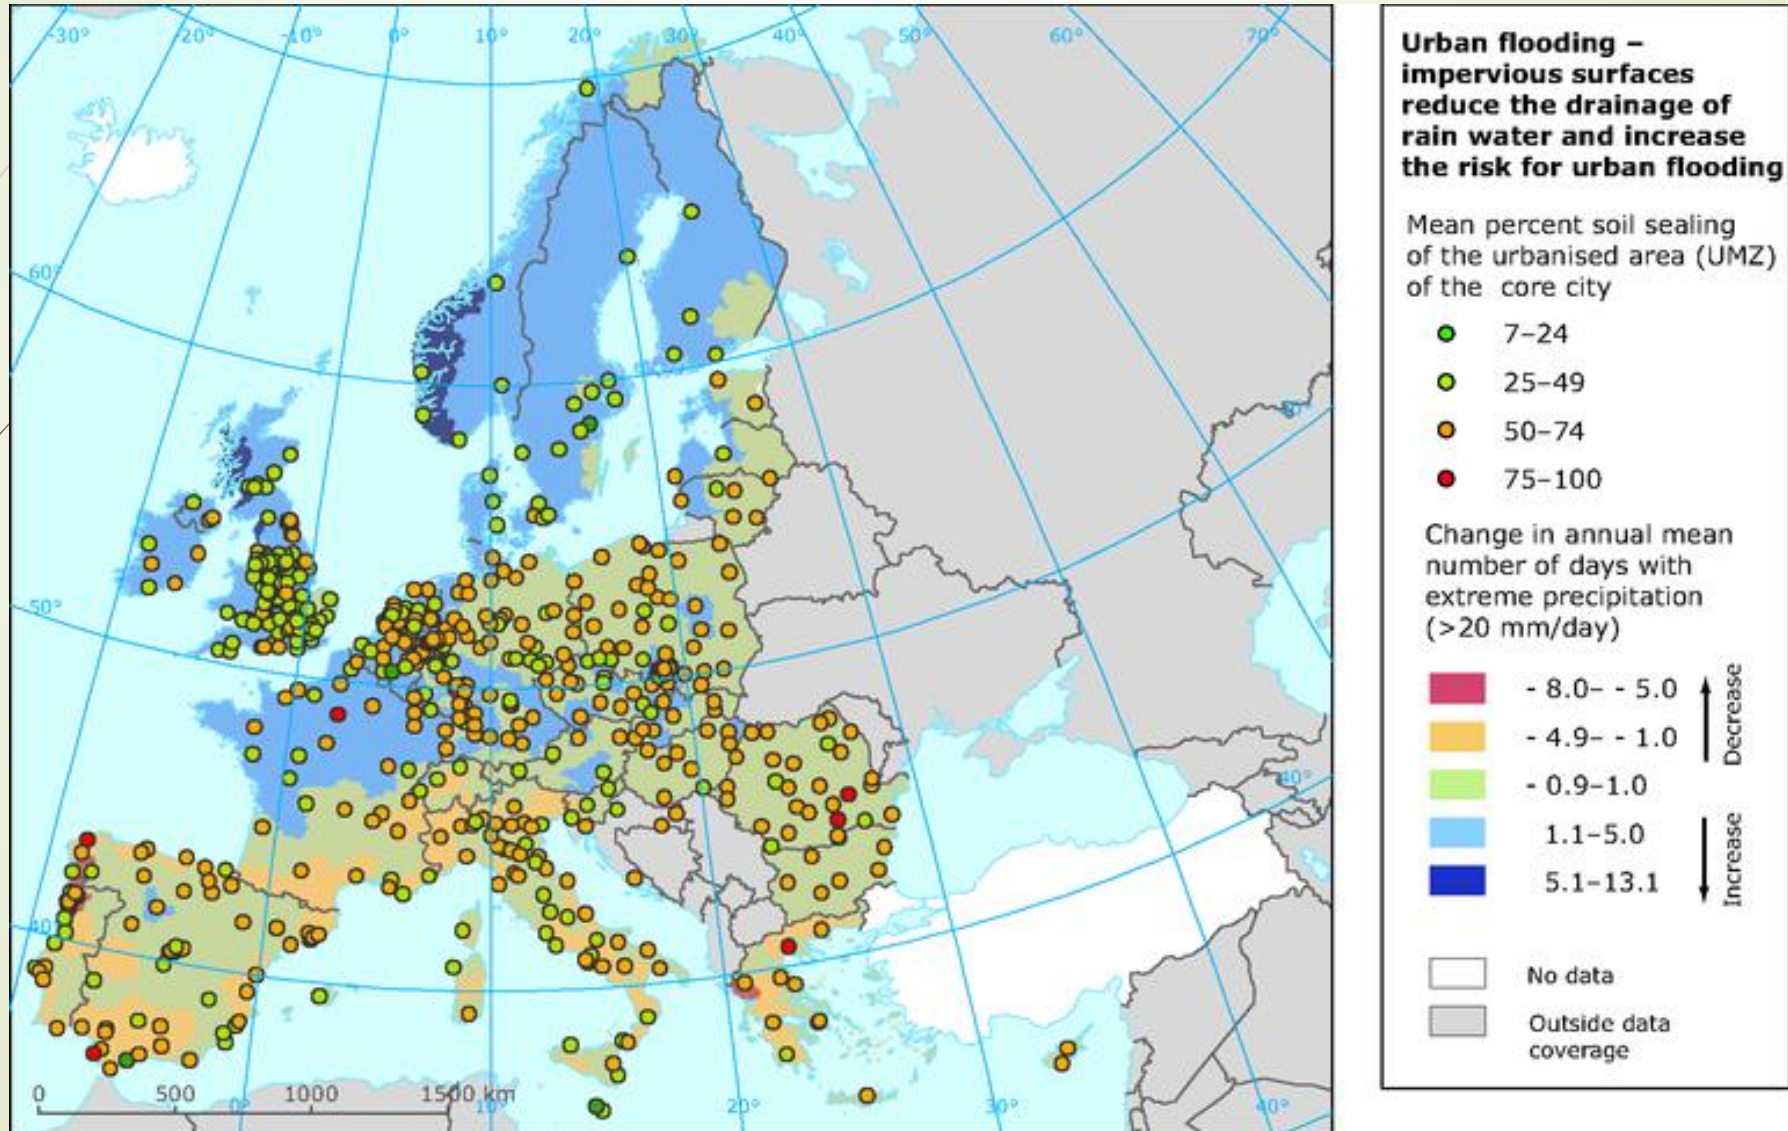 -30° -20° -10° 0° 10° 20° 30° 40° 50° 60° 70°
60°
50°
50°
40°
40°
0 500 1000 1500 km
0° 10° 20° 30° 40°
Urban flooding –
impervious surfaces
reduce the drainage of
rain water and increase
the risk for urban flooding
Mean percent soil sealing
of the urbanised area (UMZ)
of the core city
7–24
25–49
50–74
75–100
Change in annual mean
number of days with
extreme precipitation
(>20 mm/day)
- 8.0– - 5.0
- 4.9– - 1.0
- 0.9–1.0
1.1–5.0
5.1–13.1
Decrease
Increase
No data
Outside data
coverage